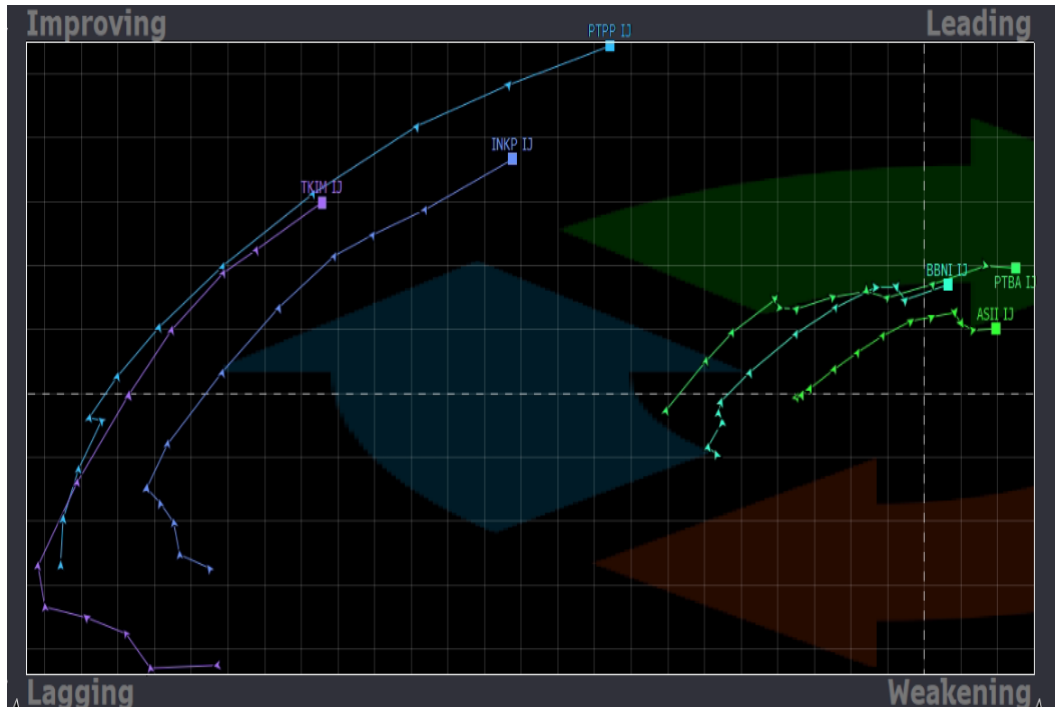 Improving
Leading
PTPP IJ
INKP IJ
TKIM IJ
BBNI IJ
PTBA IJ
ASII IJ
Lagging
Weakening